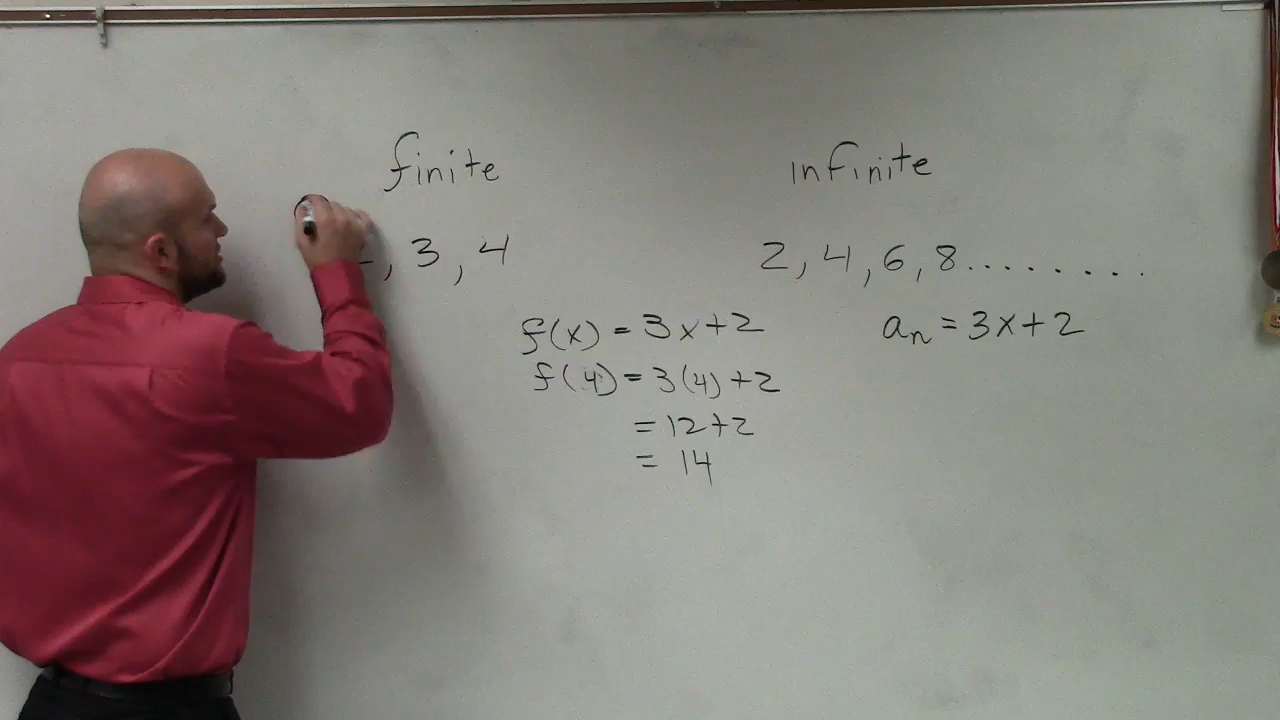 finite
infinite
, 3, 4
2, 4, 6, 8.........
f(x) = 3x+2
an = 3x+2
f(4) = 3(4) +2
= 12+2
= 14